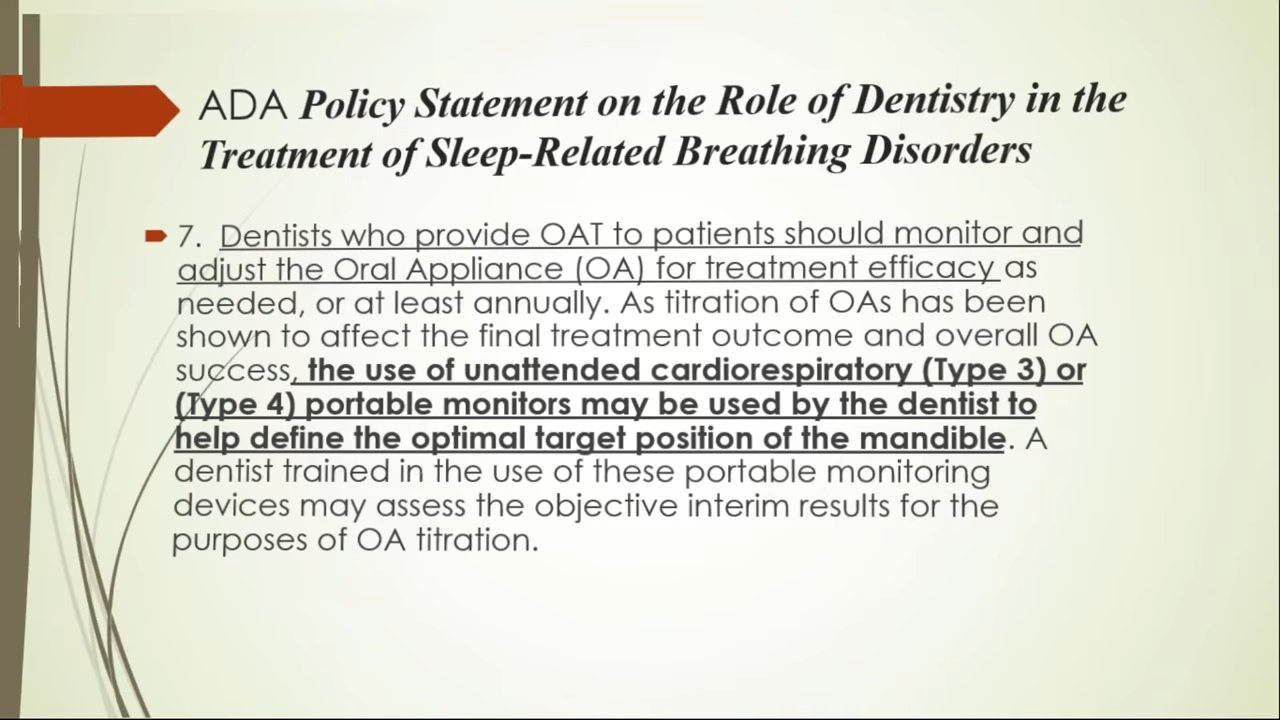 ADA Policy Statement on the Role of Dentistry in the
Treatment of Sleep-Related Breathing Disorders
7. Dentists who provide OAT to patients should monitor and
adjust the Oral Appliance (OA) for treatment efficacy as
needed, or at least annually. As titration of OAs has been
shown to affect the final treatment outcome and overall OA
success, the use of unattended cardiorespiratory (Type 3) or
(Type 4) portable monitors may be used by the dentist to
help define the optimal target position of the mandible. A
dentist trained in the use of these portable monitoring
devices may assess the objective interim results for the
purposes of OA titration.